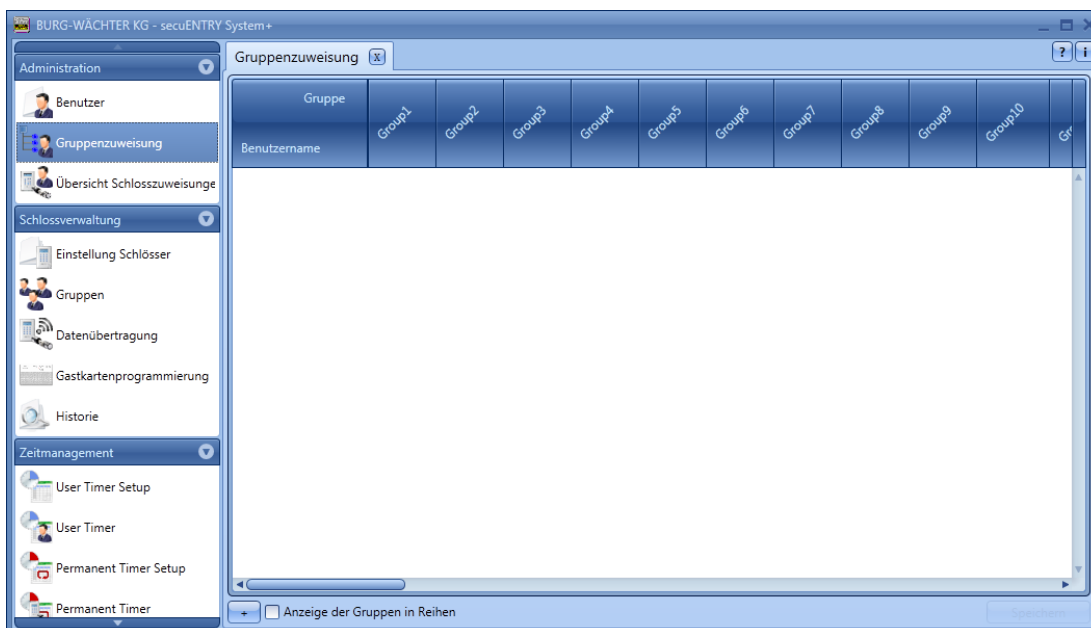 BURG-WÄCHTER KG - secuENTRY System+
Administration
Benutzer
Gruppenzuweisung
Übersicht Schlosszuweisunge
Schlossverwaltung
Einstellung Schlösser
Gruppen
Datenübertragung
Gastkartenprogrammierung
Historie
Zeitmanagement
User Timer Setup
User Timer
Permanent Timer Setup
Permanent Timer
Gruppenzuweisung x
? i
Gruppe
Benutzername
Group1 Group2 Group3 Group4 Group5 Group6 Group7 Group8 Group9 Group10 Gr
+ Anzeige der Gruppen in Reihen
Speichern